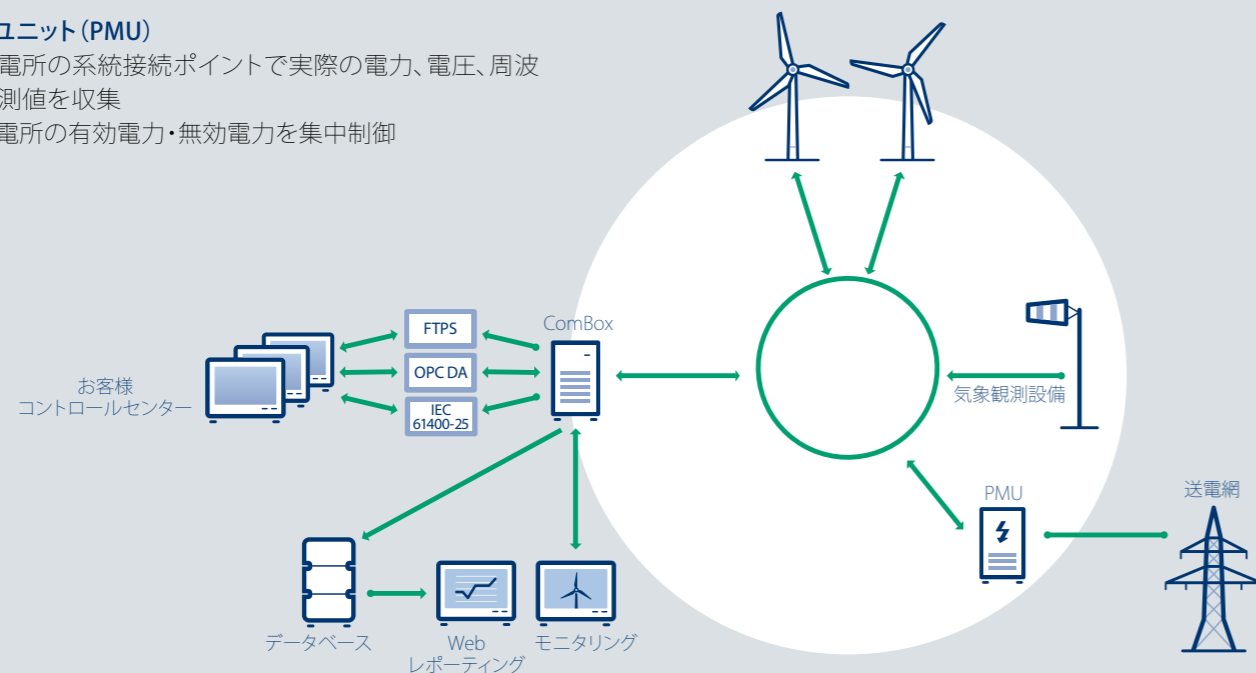 ユニット（PMU）
電所の系統接続ポイントで実際の電力、電圧、周波
測値を収集
電所の有効電力・無効電力を集中制御
FTPS
ComBox
OPC DA
お客様
コントロールセンター
IEC
61400-25
気象観測設備
PMU
送電網
データベース
Web
レポーティング
モニタリング